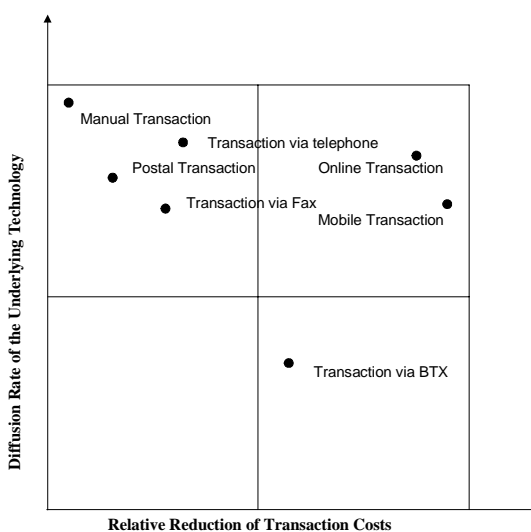 Manual Transaction
Transaction via telephone
Postal Transaction
Online Transaction
Transaction via Fax
Mobile Transaction
Transaction via BTX
Diffusion Rate of the Underlying Technology
Relative Reduction of Transaction Costs